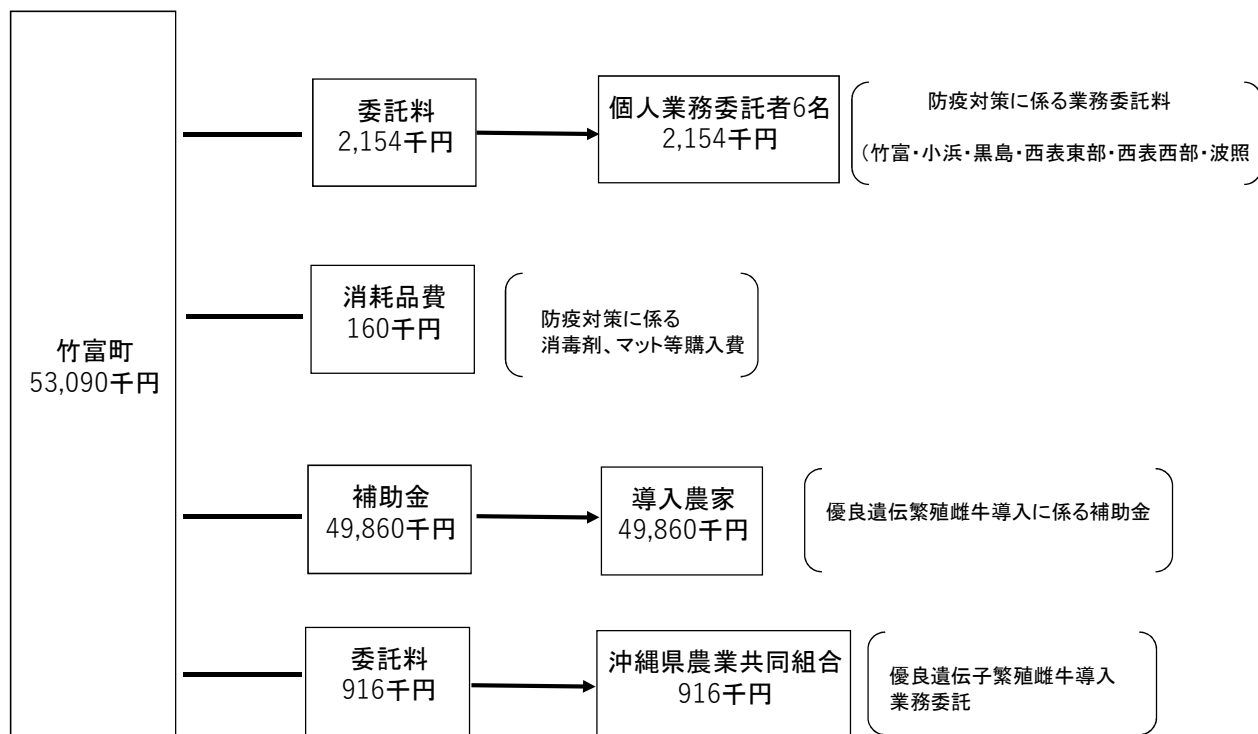 竹富町
53,090千円
委託料
2,154千円
個人業務委託者6名
2,154千円
防疫対策に係る業務委託料
(竹富・小浜・黒島・西表東部・西表西部・波照
消耗品費
160千円
防疫対策に係る
消毒剤、マット等購入費
補助金
49,860千円
導入農家
49,860千円
優良遺伝繁殖雌牛導入に係る補助金
委託料
916千円
沖縄県農業共同組合
916千円
優良遺伝子繁殖雌牛導入
業務委託